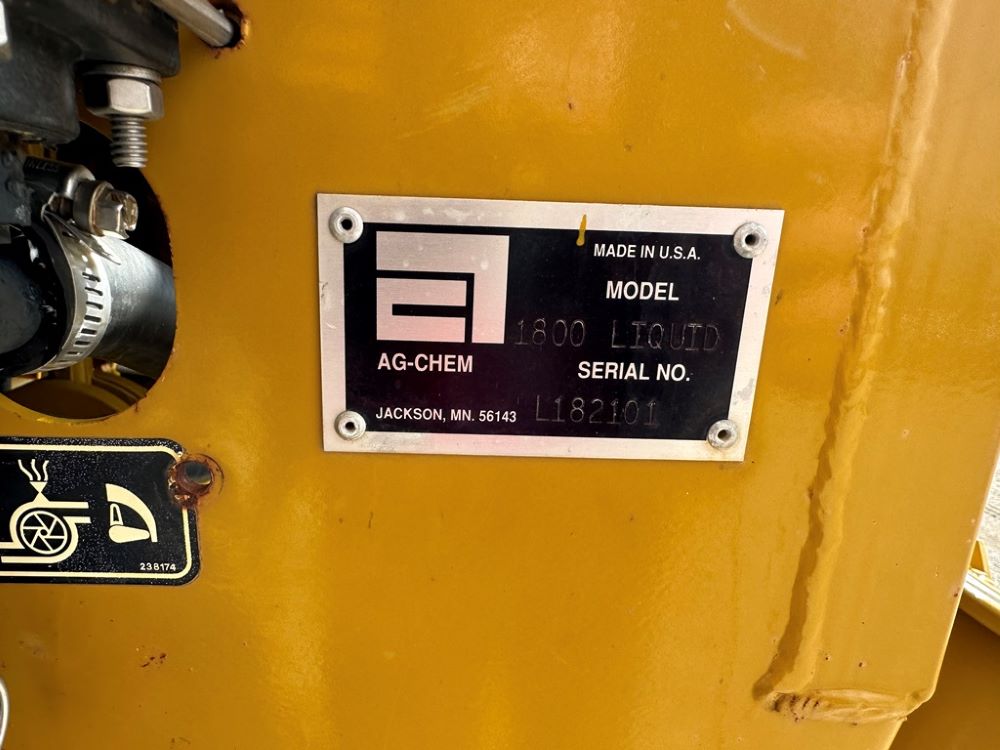 MADE IN U.S.A.
MODEL
1800 LIQUID
AG-CHEM
SERIAL NO.
JACKSON, MN. 56143
L182101
238174